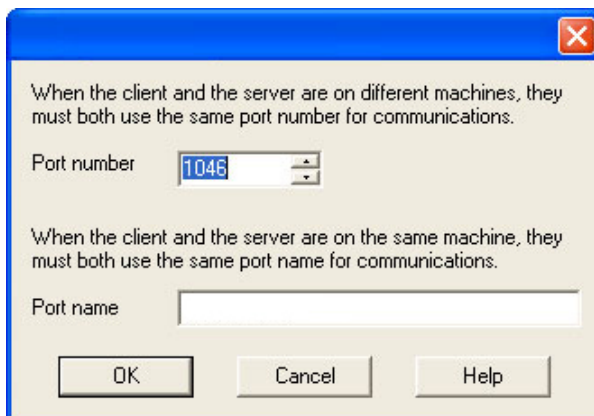 When the client and the server are on different machines, they
must both use the same port number for communications.
Port number 1046
When the client and the server are on the same machine, they
must both use the same port name for communications.
Port name
OK Cancel Help